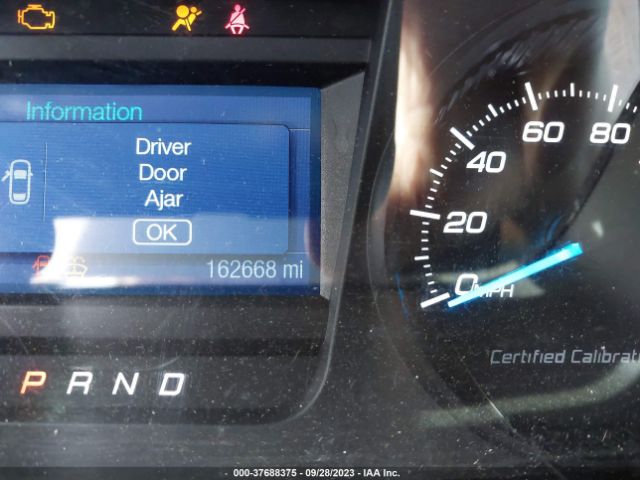 Information
Driver
Door
Ajar
OK
162668 mi
P R N D
0 MPH
20
40
60
80
Certified Calibrat
000-37688375 - 09/28/2023 - IAA Inc.